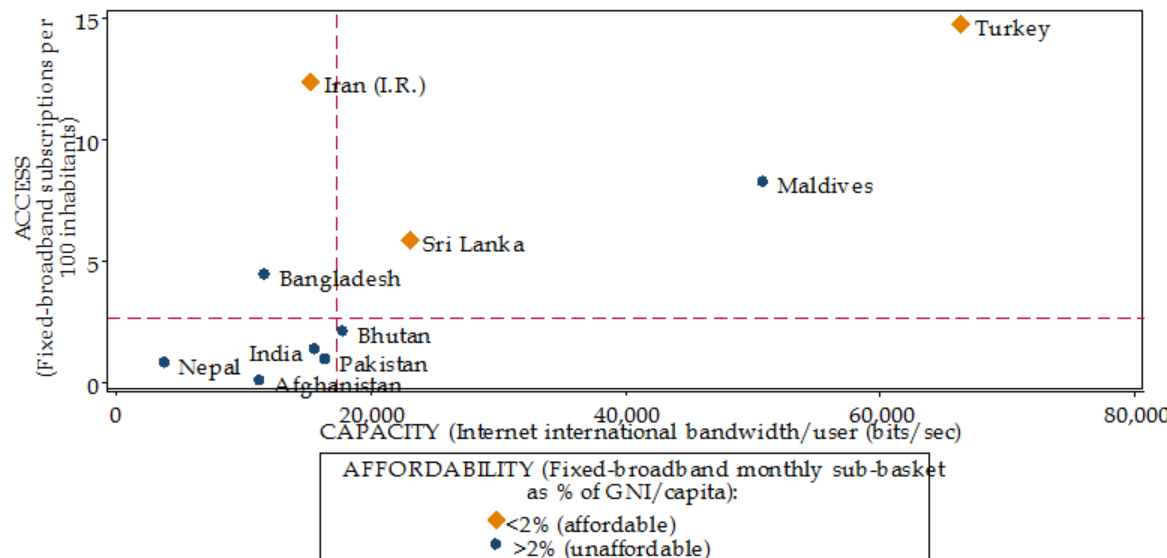 ACCESS
(Fixed-broadband subscriptions per
100 inhabitants)
15
10
5
0
Turkey
Iran (I.R.)
Maldives
Sri Lanka
Bangladesh
Bhutan
India
Pakistan
Nepal
Afghanistan
0
20,000
40,000
60,000
80,000
CAPACITY (Internet international bandwidth/user (bits/sec)
AFFORDABILITY (Fixed-broadband monthly sub-basket
as % of GNI/capita):
<2% (affordable)
>2% (unaffordable)